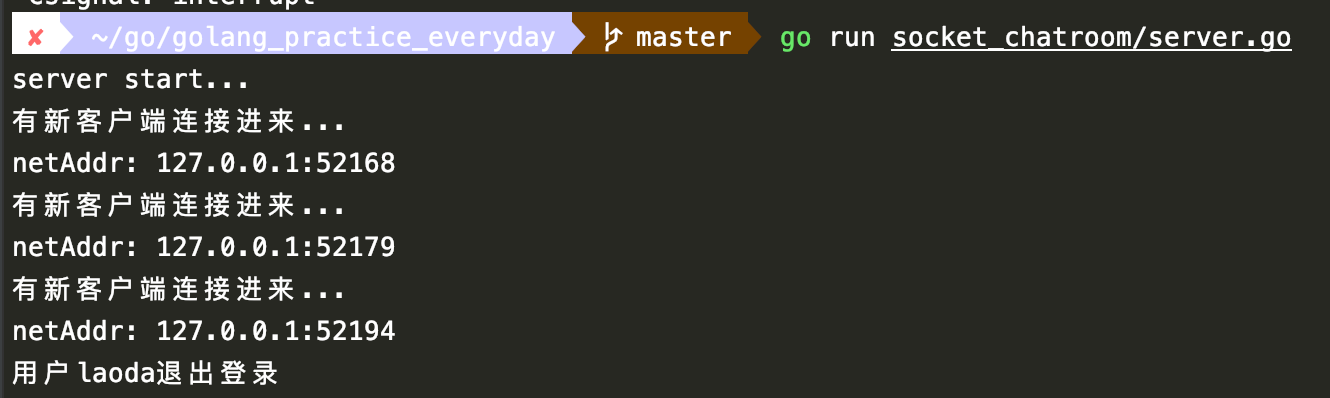 signal: interrupt
✘ ~/go/golang_practice_everyday master go run socket_chatroom/server.go
server start...
有新客户端连接进来...
netAddr: 127.0.0.1:52168
有新客户端连接进来...
netAddr: 127.0.0.1:52179
有新客户端连接进来...
netAddr: 127.0.0.1:52194
用户laoda退出登录